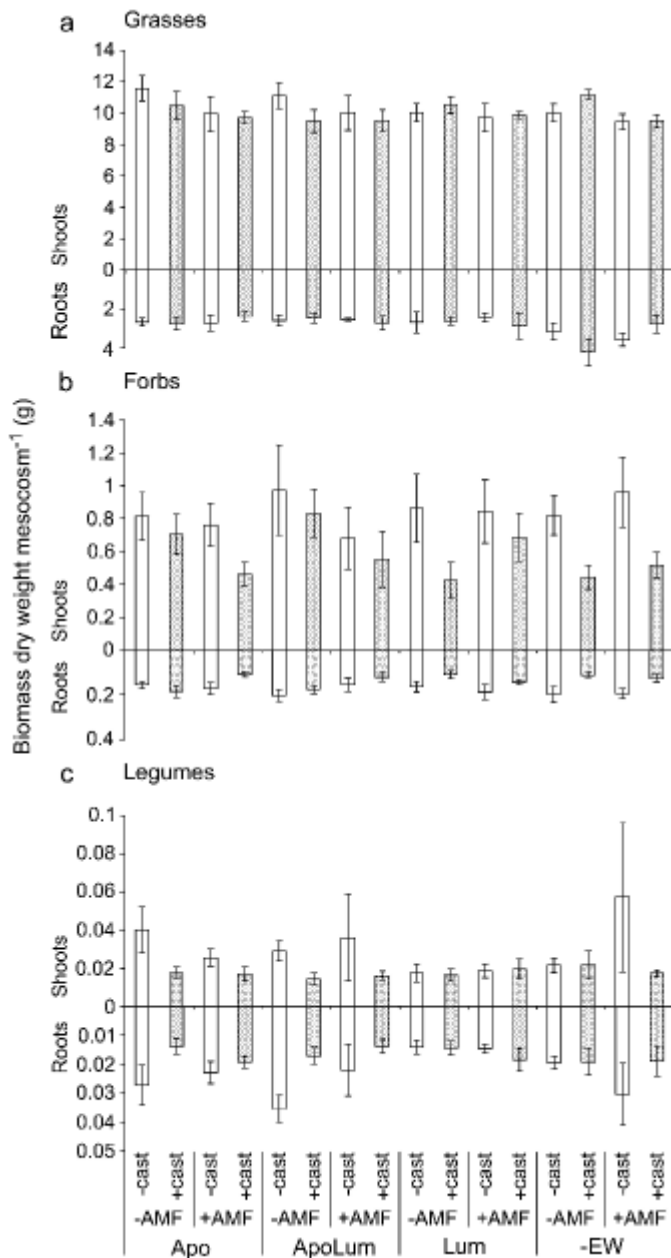 a Grasses
14
12
10
8
6
4
2
0
2
4
Shoots
Roots
b Forbs
1.4
1.2
1
0.8
0.6
0.4
0.2
0
0.2
0.4
Shoots
Roots
Biomass dry weight mesocosm⁻¹ (g)
c Legumes
0.1
0.08
0.06
0.04
0.02
0
0.01
0.02
0.03
0.04
0.05
Shoots
Roots
-cast +cast -cast +cast -cast +cast -cast +cast -cast +cast -cast +cast -cast +cast -cast +cast
-AMF +AMF -AMF +AMF -AMF +AMF -AMF +AMF
Apo ApoLum Lum -EW